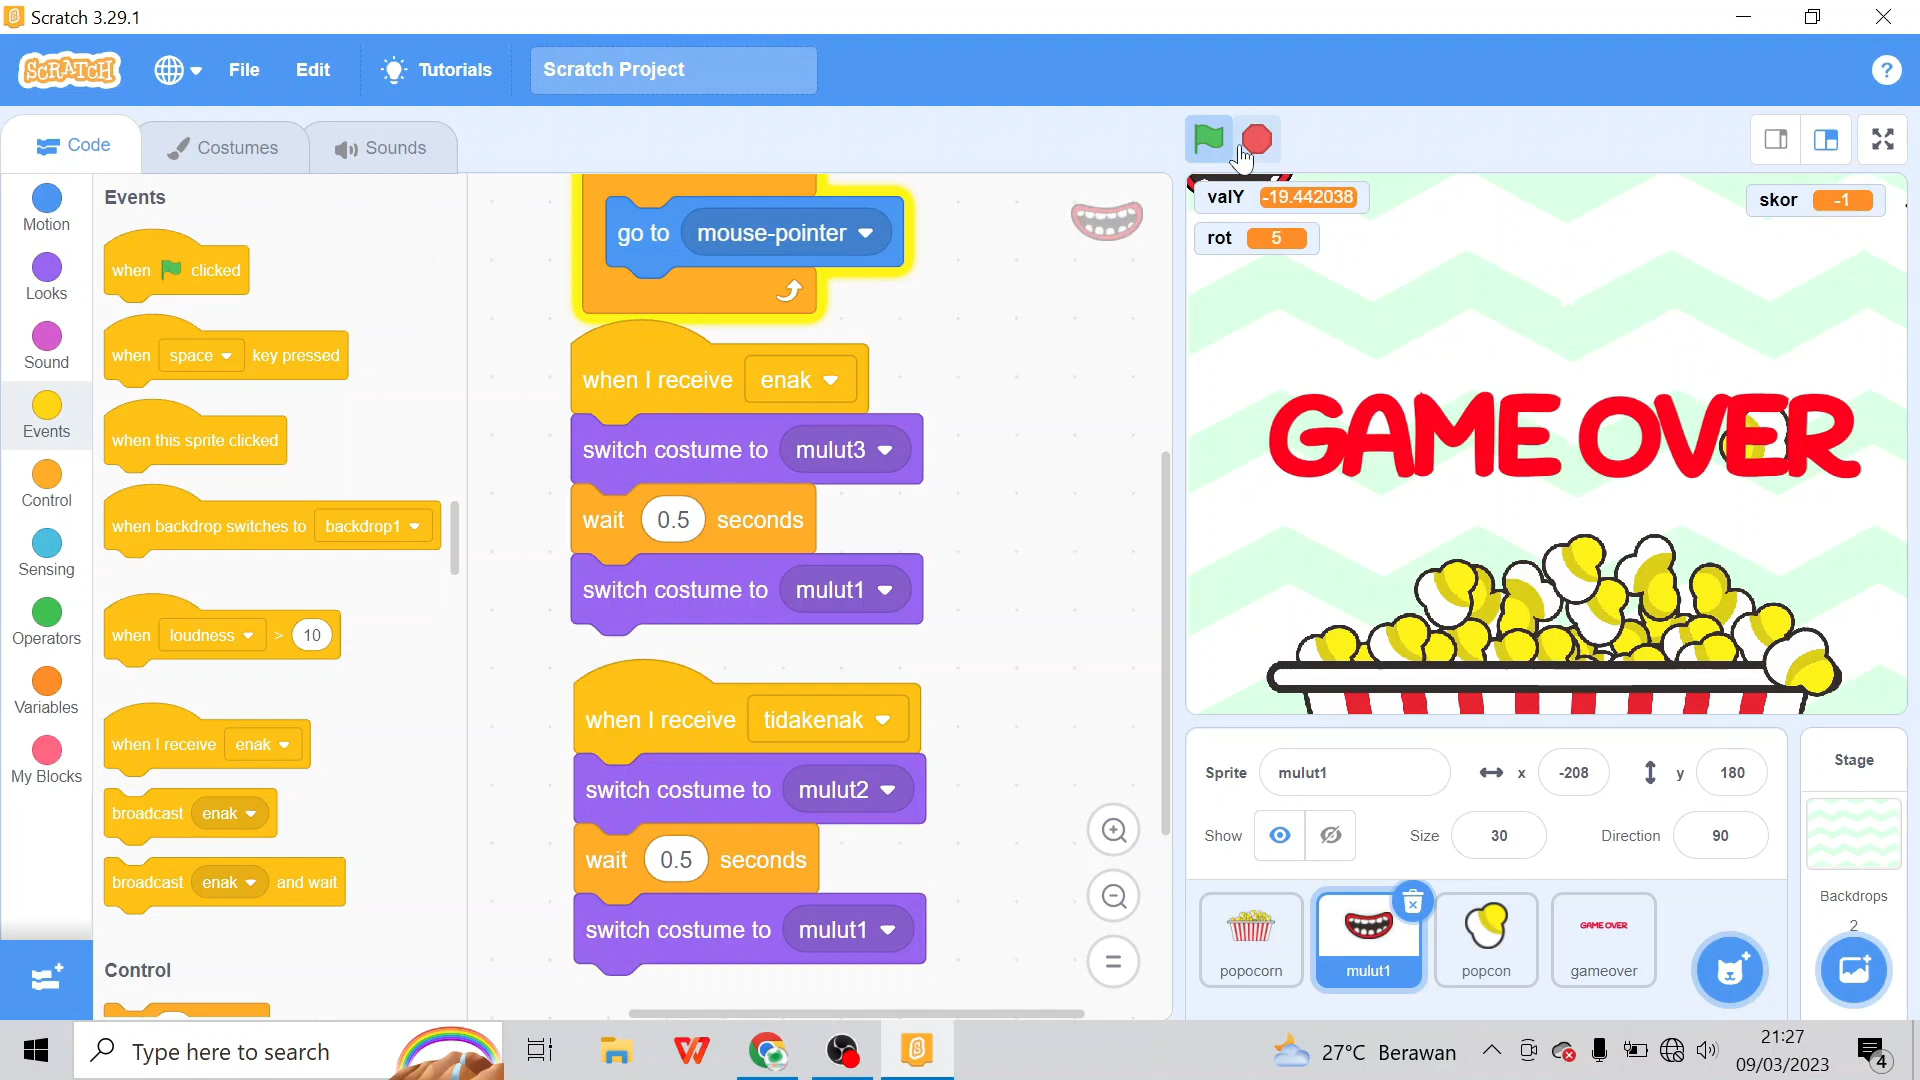 Scratch 3.29.1
SCRATCH
File
Edit
Tutorials
Scratch Project
?
Code
Costumes
Sounds
Motion
Looks
Sound
Events
Control
Sensing
Operators
Variables
My Blocks
Events
when clicked
when space key pressed
when this sprite clicked
when backdrop switches to backdrop1
when loudness > 10
when I receive enak
broadcast enak
broadcast enak and wait
Control
go to mouse-pointer
when I receive enak
switch costume to mulut3
wait 0.5 seconds
switch costume to mulut1
when I receive tidakenak
switch costume to mulut2
wait 0.5 seconds
switch costume to mulut1
valY -19.442038
skor -1
rot 5
GAME OVER
Sprite mulut1 x -208 y 180
Show Size 30 Direction 90
popocorn
mulut1
popcon
GAME OVER
gameover
Stage
Backdrops
2
Type here to search
27°C Berawan
21:27
09/03/2023
4